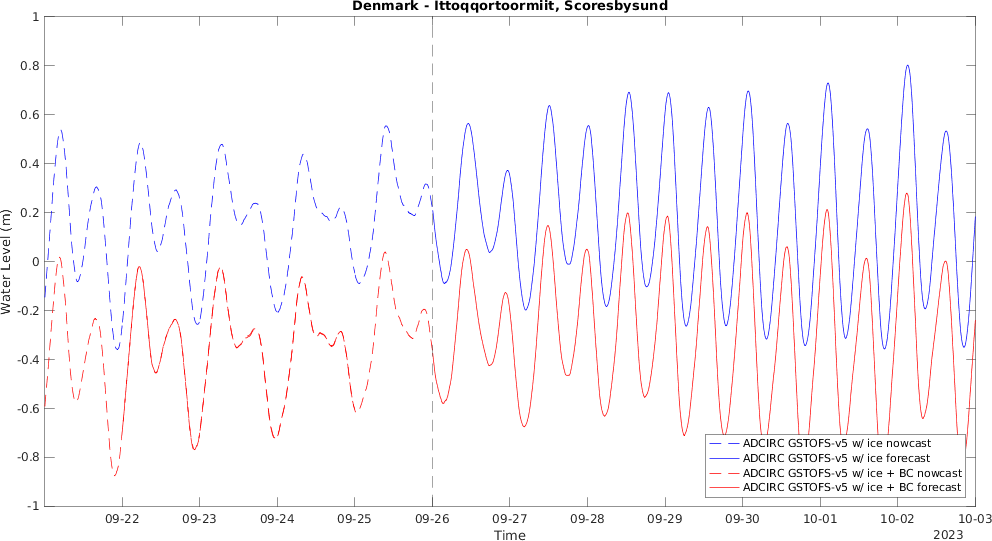 Denmark - Ittoqqortoormiit, Scoresbysund
1
0.8
0.6
0.4
0.2
0
-0.2
-0.4
-0.6
-0.8
-1
Water Level (m)
ADCIRC GSTOFS-v5 w/ ice nowcast
ADCIRC GSTOFS-v5 w/ ice forecast
ADCIRC GSTOFS-v5 w/ ice + BC nowcast
ADCIRC GSTOFS-v5 w/ ice + BC forecast
09-22 09-23 09-24 09-25 09-26 09-27 09-28 09-29 09-30 10-01 10-02 10-03
Time
2023